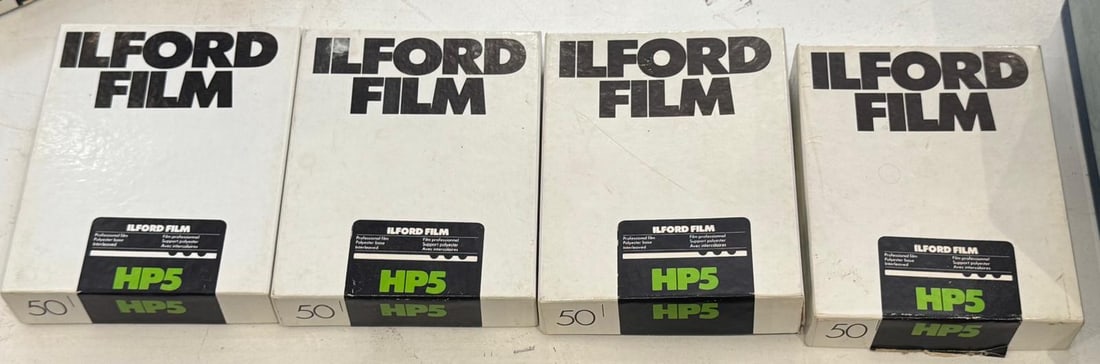 ILFORD
FILM
ILFORD FILM
Professional film
Polyester base
Interleaved
Film professionnel
Support polyester
Avec intercalaires
HP5
50
HP5
ILFORD
FILM
ILFORD FILM
Professional film
Polyester base
Interleaved
Film professionnel
Support polyester
Avec intercalaires
HP5
50
HP5
ILFORD
FILM
ILFORD FILM
Professional film
Polyester base
Interleaved
Film professionnel
Support polyester
Avec intercalaires
HP5
50
HP5
ILFORD
FILM
ILFORD FILM
Professional film
Polyester base
Interleaved
Film professionnel
Support polyester
Avec intercalaires
HP5
50
HP5